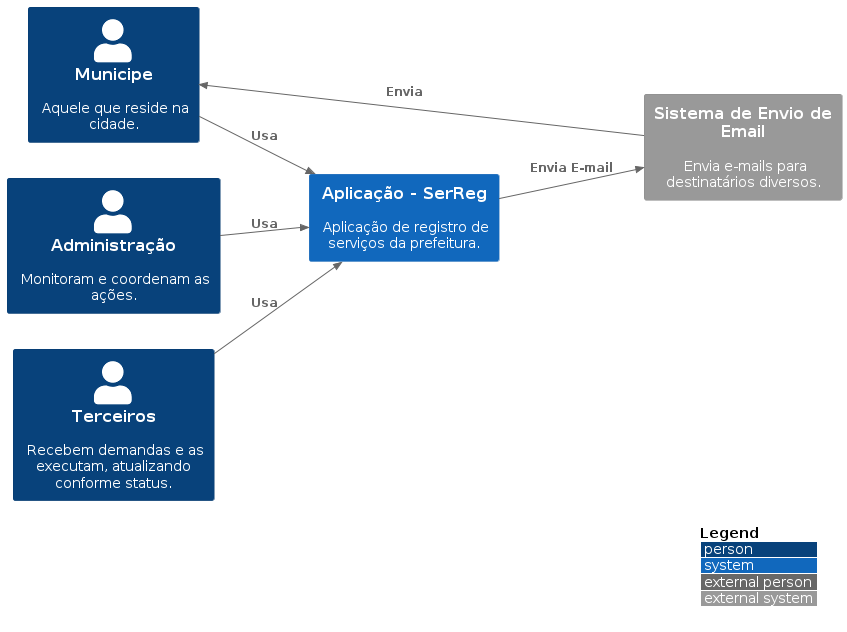 Municipe
Aquele que reside na
cidade.
Envia
Usa
Sistema de Envio de
Email
Envia e-mails para
destinatários diversos.
Envia E-mail
Aplicação - SerReg
Aplicação de registro de
serviços da prefeitura.
Administração
Monitoram e coordenam as
ações.
Usa
Usa
Terceiros
Recebem demandas e as
executam, atualizando
conforme status.
Legend
person
system
external person
external system